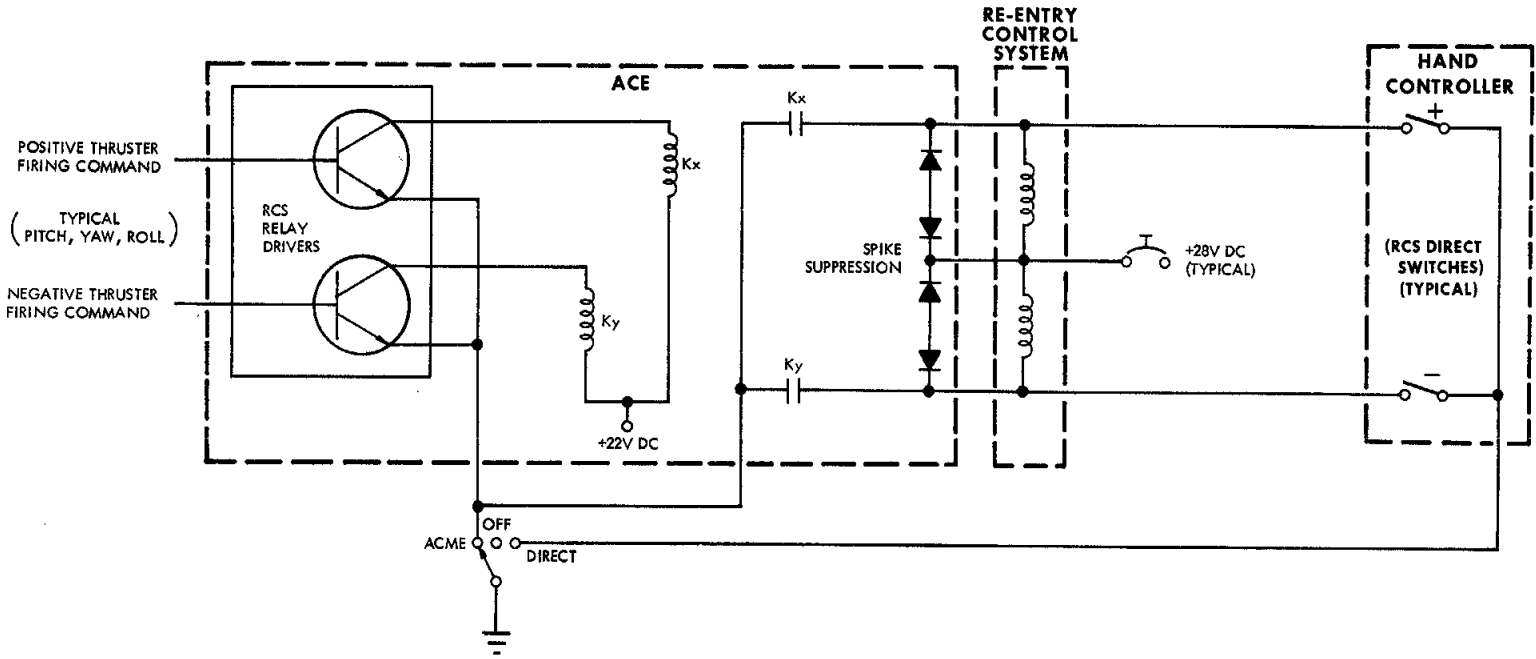 RE-ENTRY
CONTROL
SYSTEM
HAND
CONTROLLER
ACE
Kx
+
POSITIVE THRUSTER
FIRING COMMAND
Kx
(TYPICAL
PITCH, YAW, ROLL)
RCS
RELAY
DRIVERS
SPIKE
SUPPRESSION
+28V DC
(TYPICAL)
(RCS DIRECT
SWITCHES)
(TYPICAL)
NEGATIVE THRUSTER
FIRING COMMAND
Ky
Ky
−
+22V DC
OFF
ACME
DIRECT